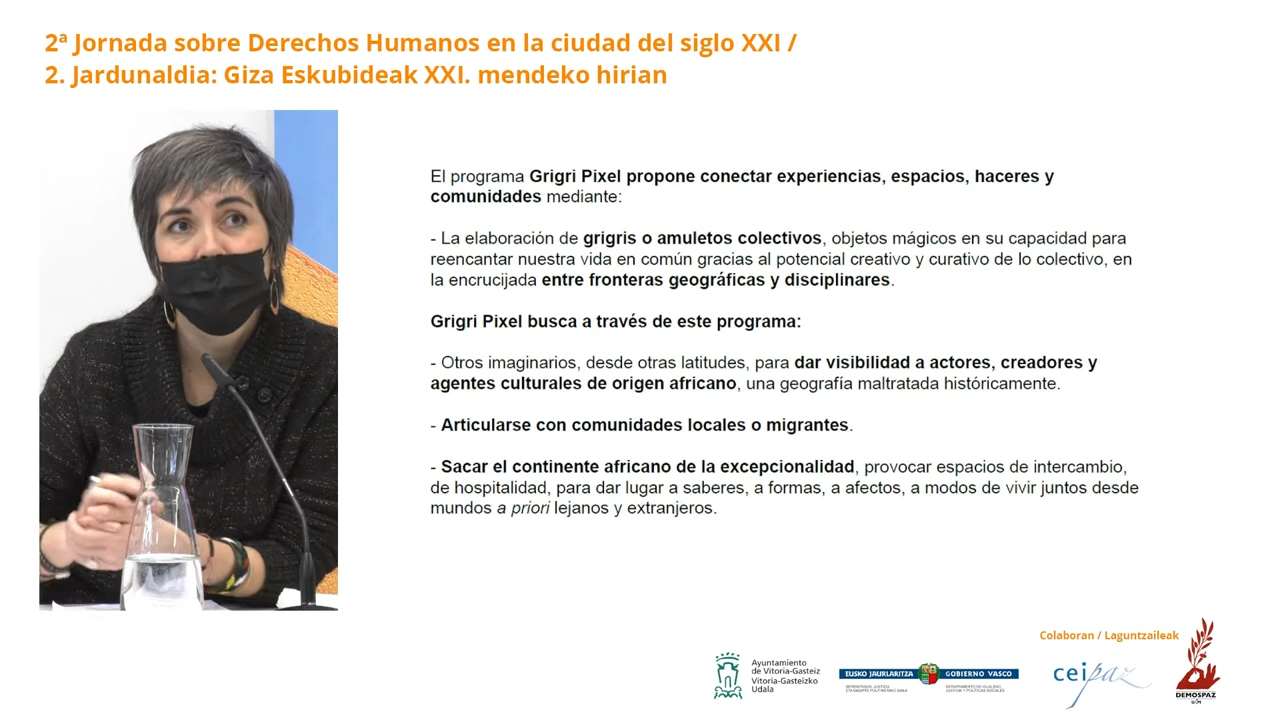 2ª Jornada sobre Derechos Humanos en la ciudad del siglo XXI /
2. Jardunaldia: Giza Eskubideak XXI. mendeko hirian
El programa Grigri Pixel propone conectar experiencias, espacios, haceres y
comunidades mediante:
- La elaboración de grigris o amuletos colectivos, objetos mágicos en su capacidad para
reencantar nuestra vida en común gracias al potencial creativo y curativo de lo colectivo, en
la encrucijada entre fronteras geográficas y disciplinares.
Grigri Pixel busca a través de este programa:
- Otros imaginarios, desde otras latitudes, para dar visibilidad a actores, creadores y
agentes culturales de origen africano, una geografía maltratada históricamente.
- Articularse con comunidades locales o migrantes.
- Sacar el continente africano de la excepcionalidad, provocar espacios de intercambio,
de hospitalidad, para dar lugar a saberes, a formas, a afectos, a modos de vivir juntos desde
mundos a priori lejanos y extranjeros.
Colaboran / Laguntzaileak
Ayuntamiento
de Vitoria-Gasteiz
Vitoria-Gasteizko
Udala
EUSKO JAURLARITZA
GOBIERNO VASCO
ceipaz
DEMOSPAZ